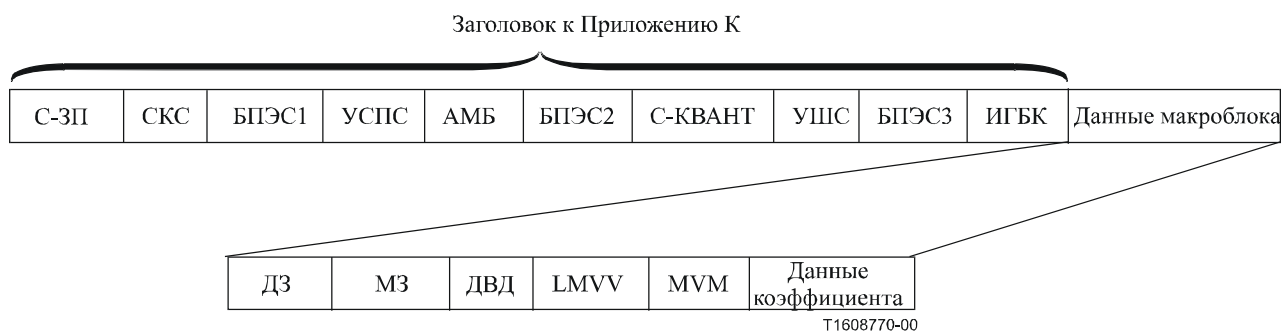 Заголовок к Приложению К
С-ЗП СКС БПЭС1 УСПС АМБ БПЭС2 С-КВАНТ УШС БПЭС3 ИГБК Данные макроблока
ДЗ МЗ ДВД LMVV MVM Данные
коэффициента
T1608770-00